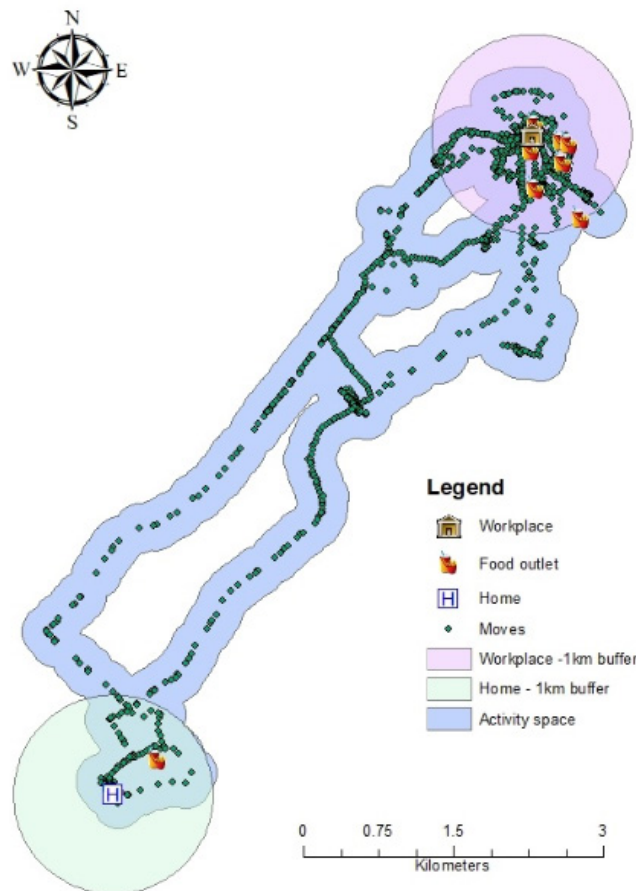 N
W E
S
Legend
Workplace
Food outlet
H Home
Moves
Workplace -1km buffer
Home - 1km buffer
Activity space
H
0 0.75 1.5 3
Kilometers